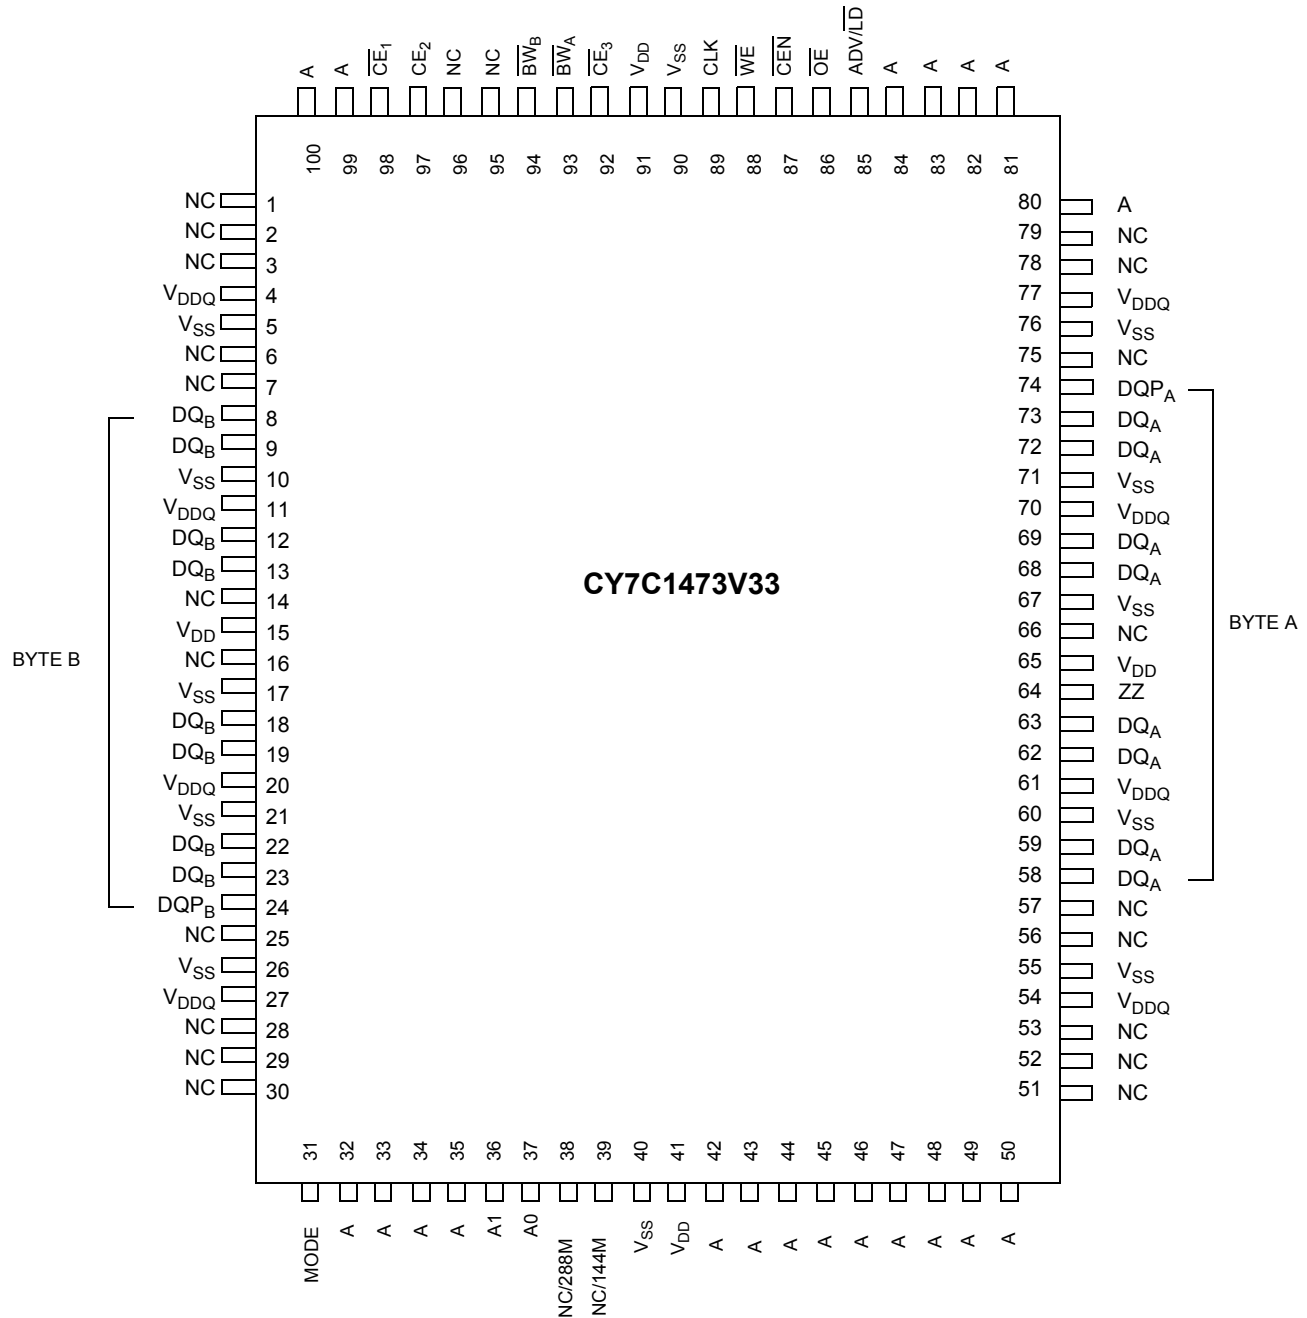 A A CE1 CE2 NC NC BWB BWA CE3 VDD VSS CLK WE CEN OE ADV/LD A A A A
100 99 98 97 96 95 94 93 92 91 90 89 88 87 86 85 84 83 82 81
NC 1
NC 2
NC 3
VDDQ 4
VSS 5
NC 6
NC 7
DQB 8
DQB 9
VSS 10
VDDQ 11
DQB 12
DQB 13
NC 14
VDD 15
NC 16
VSS 17
DQB 18
DQB 19
VDDQ 20
VSS 21
DQB 22
DQB 23
DQPB 24
NC 25
VSS 26
VDDQ 27
NC 28
NC 29
NC 30
BYTE B
CY7C1473V33
80 A
79 NC
78 NC
77 VDDQ
76 VSS
75 NC
74 DQPA
73 DQA
72 DQA
71 VSS
70 VDDQ
69 DQA
68 DQA
67 VSS
66 NC
65 VDD
64 ZZ
63 DQA
62 DQA
61 VDDQ
60 VSS
59 DQA
58 DQA
57 NC
56 NC
55 VSS
54 VDDQ
53 NC
52 NC
51 NC
BYTE A
31 32 33 34 35 36 37 38 39 40 41 42 43 44 45 46 47 48 49 50
MODE A A A A A1 A0 NC/288M NC/144M VSS VDD A A A A A A A A A